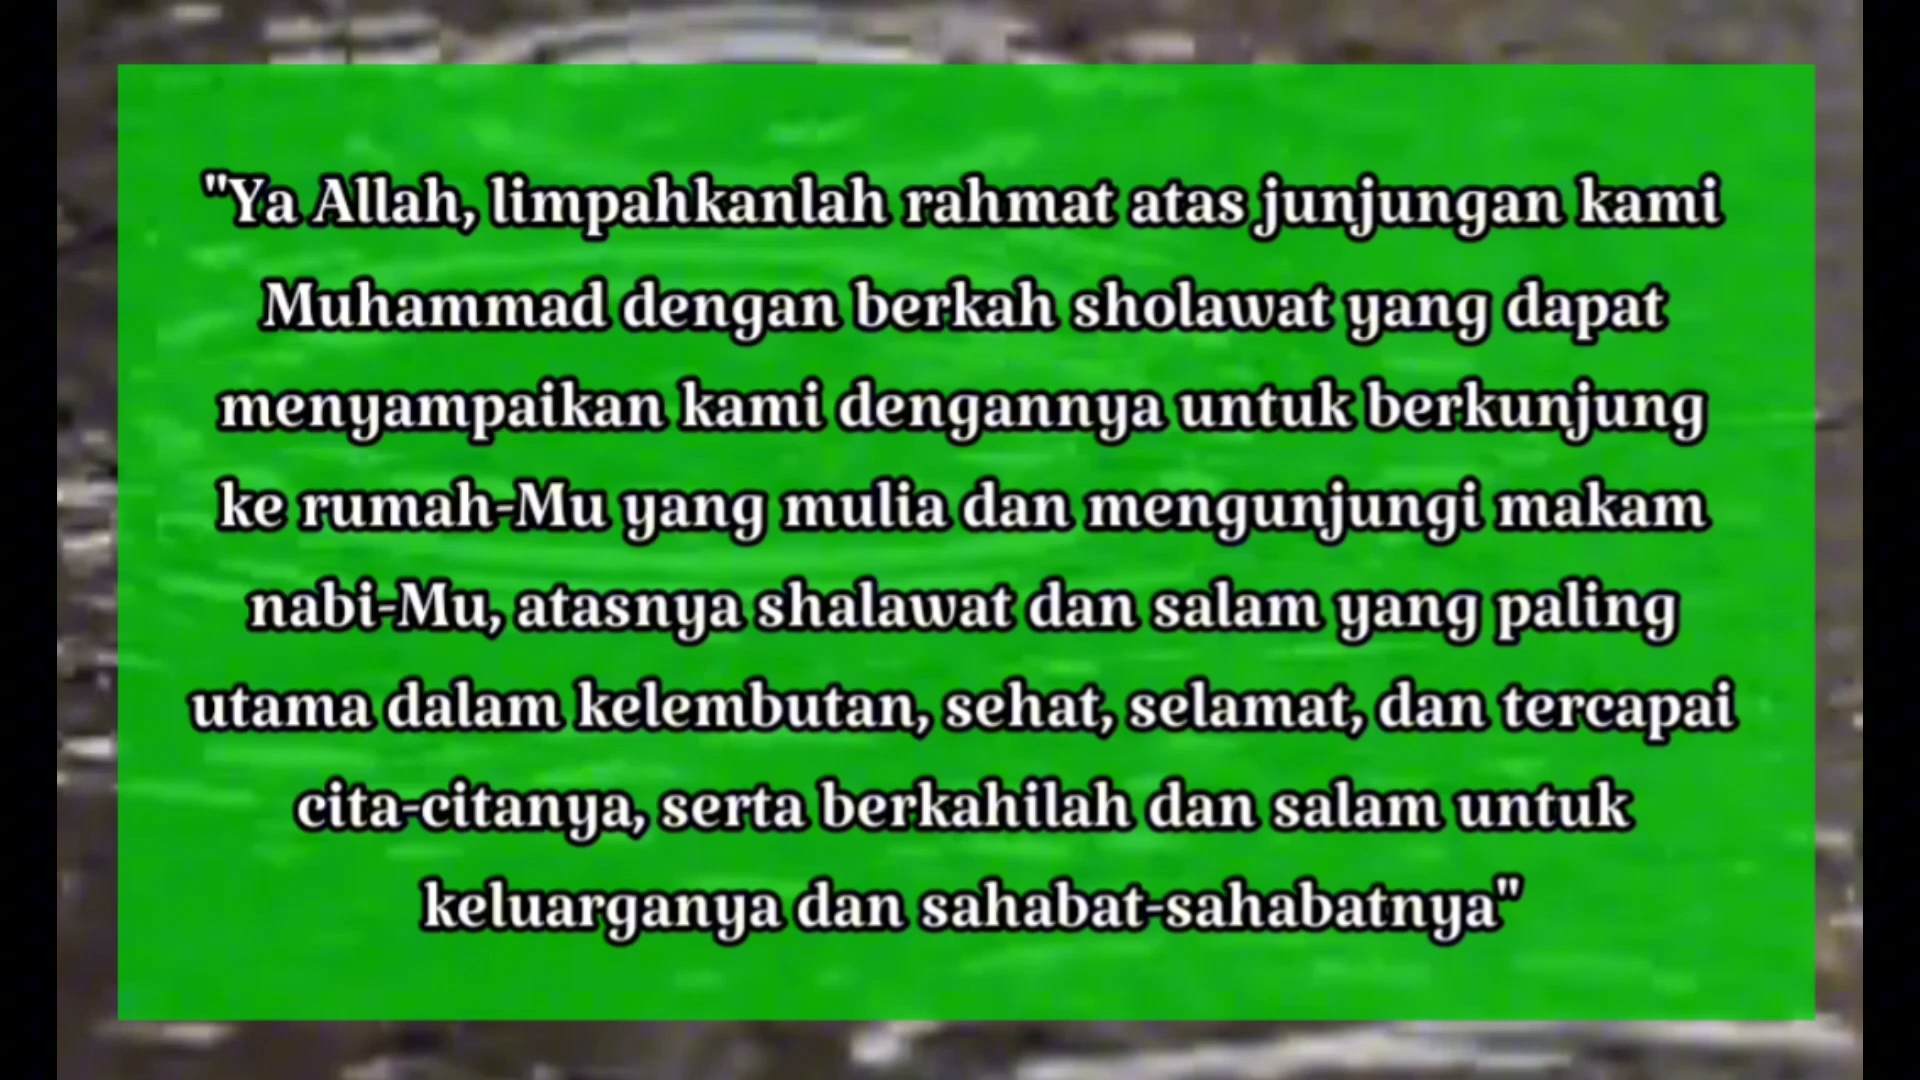 "Ya Allah, limpahkanlah rahmat atas junjungan kami
Muhammad dengan berkah sholawat yang dapat
menyampaikan kami dengannya untuk berkunjung
ke rumah-Mu yang mulia dan mengunjungi makam
nabi-Mu, atasnya shalawat dan salam yang paling
utama dalam kelembutan, sehat, selamat, dan tercapai
cita-citanya, serta berkahilah dan salam untuk
keluarganya dan sahabat-sahabatnya"